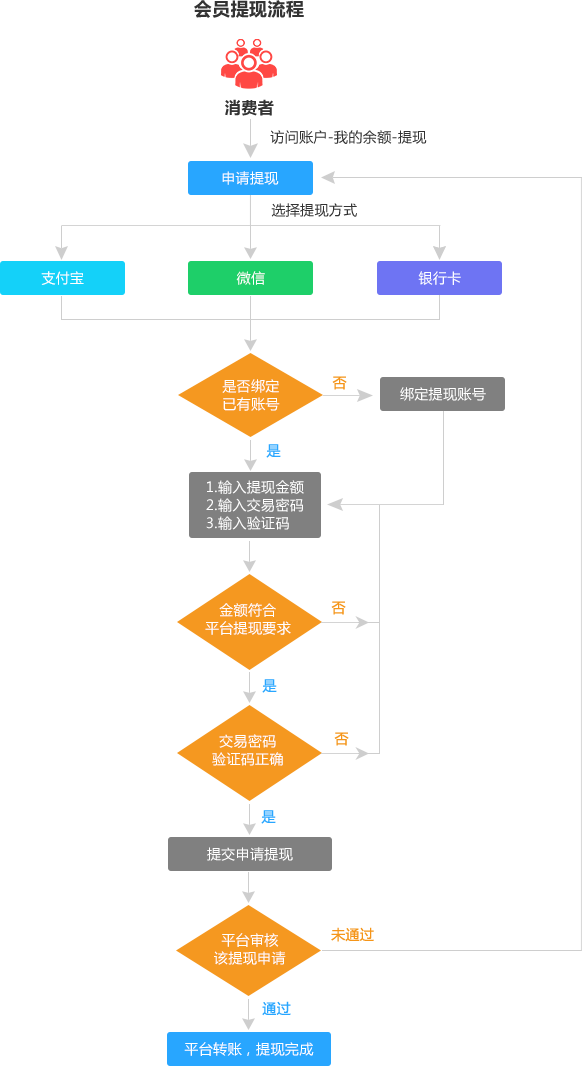 会员提现流程
消费者
访问账户-我的余额-提现
申请提现
选择提现方式
支付宝
微信
银行卡
是否绑定
已有账号
否
绑定提现账号
是
1.输入提现金额
2.输入交易密码
3.输入验证码
金额符合
平台提现要求
否
是
交易密码
验证码正确
否
是
提交申请提现
平台审核
该提现申请
未通过
通过
平台转账，提现完成